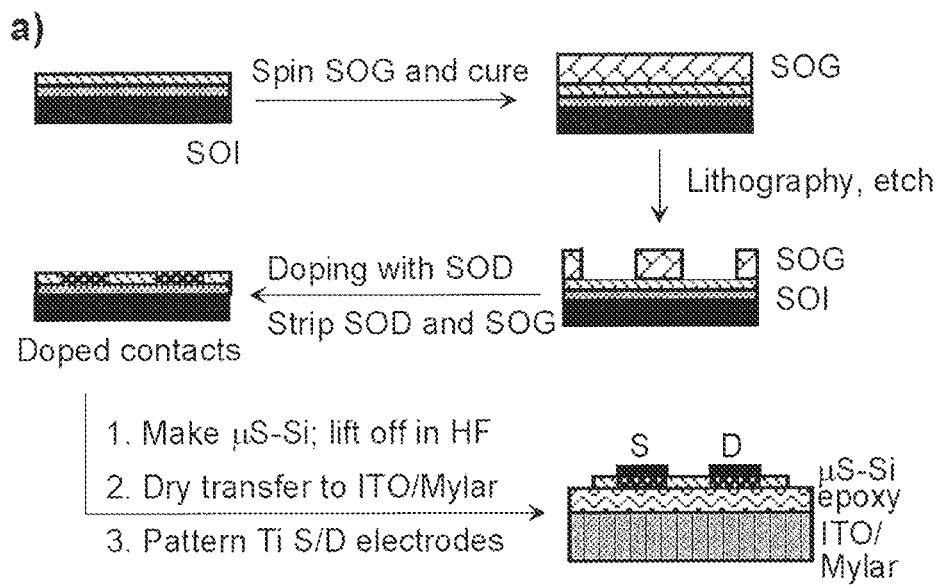 a)
Spin SOG and cure
SOG
SOI
Lithography, etch
Doping with SOD
SOG
Strip SOD and SOG
SOI
Doped contacts
1. Make µS-Si; lift off in HF
2. Dry transfer to ITO/Mylar
3. Pattern Ti S/D electrodes
S D
µS-Si
epoxy
ITO/
Mylar